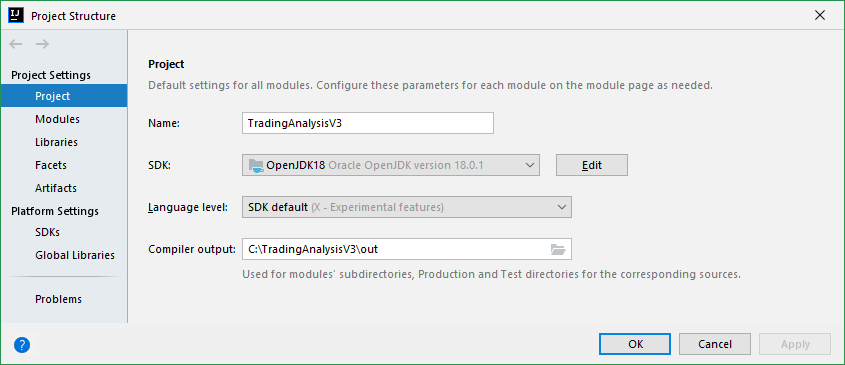 IJ Project Structure
Project Settings
Project
Modules
Libraries
Facets
Artifacts
Platform Settings
SDKs
Global Libraries
Problems
Project
Default settings for all modules. Configure these parameters for each module on the module page as needed.
Name: TradingAnalysisV3
SDK: OpenJDK18 Oracle OpenJDK version 18.0.1 Edit
Language level: SDK default (X - Experimental features)
Compiler output: C:\TradingAnalysisV3\out
Used for modules' subdirectories, Production and Test directories for the corresponding sources.
? OK Cancel Apply